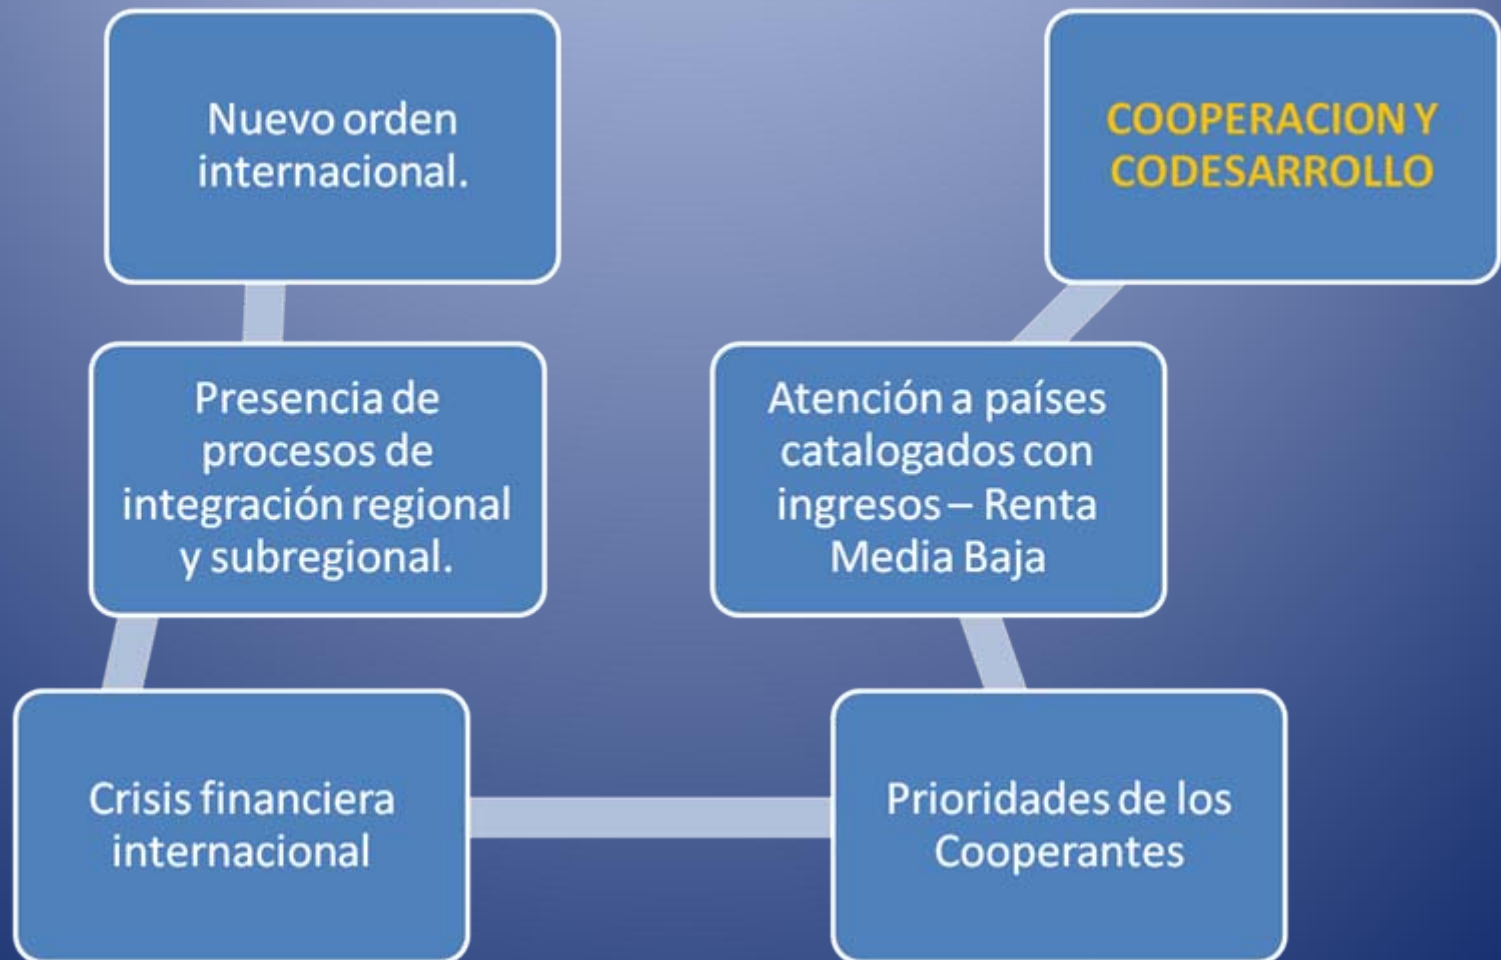 Nuevo orden
internacional.
Presencia de
procesos de
integración regional
y subregional.
Crisis financiera
internacional
Prioridades de los
Cooperantes
Atención a países
catalogados con
ingresos – Renta
Media Baja
COOPERACION Y
CODESARROLLO